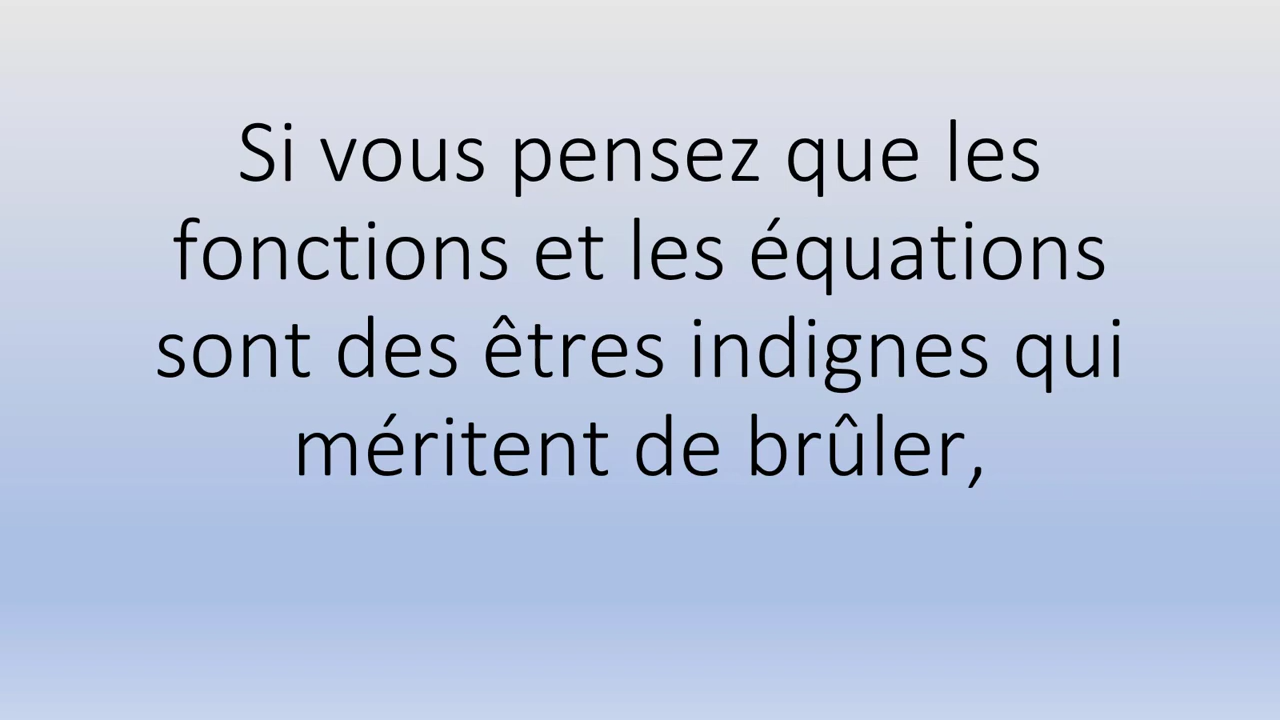 Si vous pensez que les
fonctions et les équations
sont des êtres indignes qui
méritent de brûler,